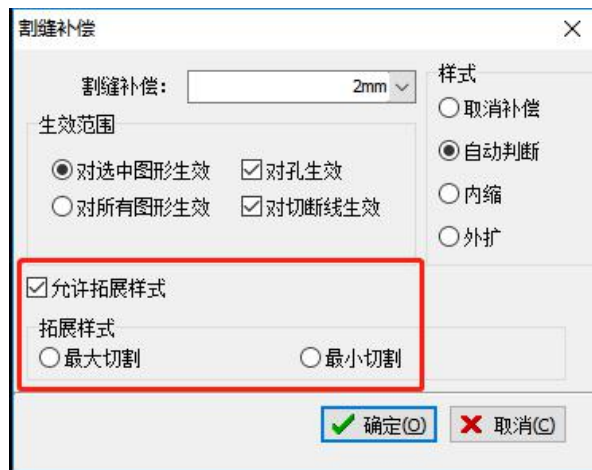 割缝补偿
割缝补偿：
2mm
样式
取消补偿
自动判断
内缩
外扩
生效范围
对选中图形生效
对孔生效
对所有图形生效
对切断线生效
允许拓展样式
拓展样式
最大切割
最小切割
确定(O)
取消(C)